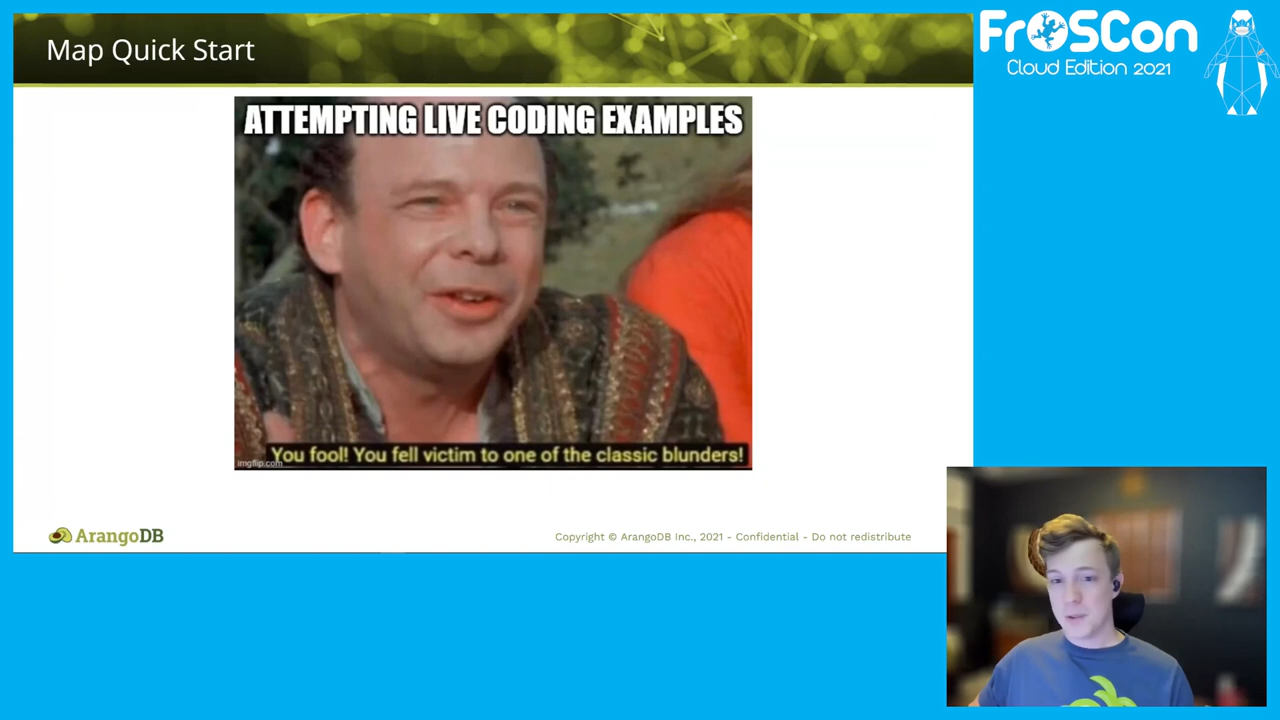 Map Quick Start
FrOSCon
Cloud Edition 2021
ATTEMPTING LIVE CODING EXAMPLES
You fool! You fell victim to one of the classic blunders!
imgflip.com
ArangoDB
Copyright © ArangoDB Inc., 2021 - Confidential - Do not redistribute